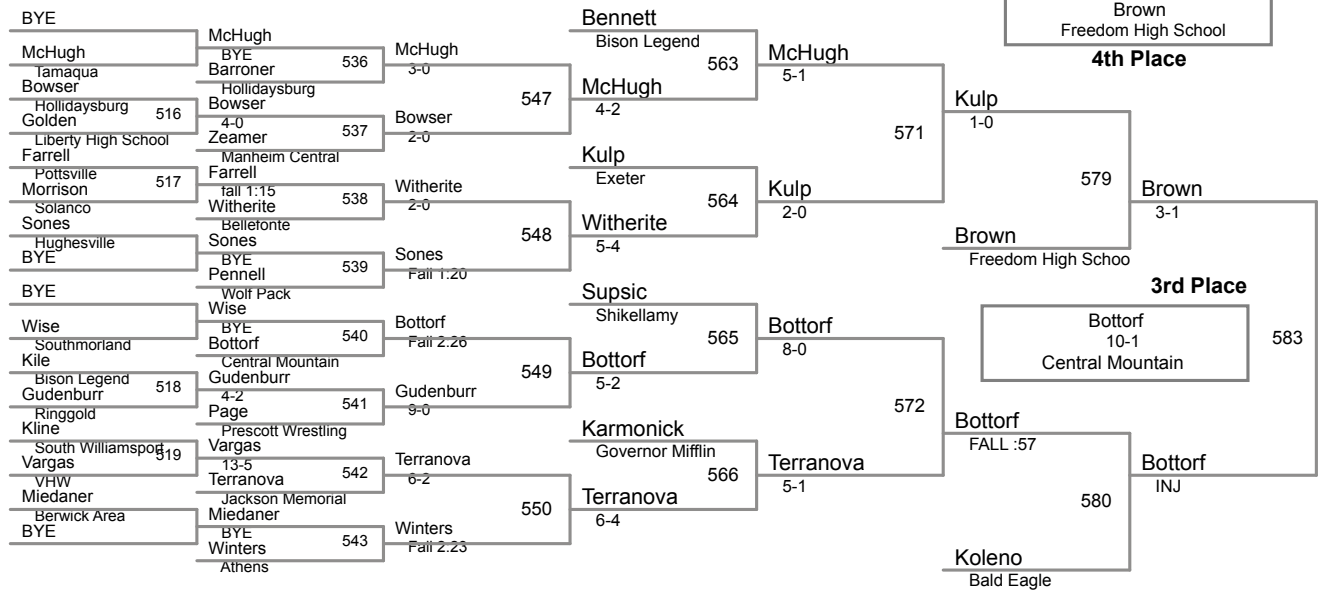 BYE
McHugh
Tamaqua
Bowser
Hollidaysburg
516
Golden
Liberty High School
Farrell
Pottsville
517
Morrison
Solanco
Sones
Hughesville
BYE
BYE
Wise
Southmorland
Kile
Bison Legend
518
Gudenburr
Ringgold
Kline
South Williamsport
519
Vargas
VHW
Miedaner
Berwick Area
BYE
McHugh
BYE
536
Barroner
Hollidaysburg
Bowser
4-0
537
Zeamer
Manheim Central
Farrell
fall 1:15
538
Witherite
Bellefonte
Sones
BYE
539
Pennell
Wolf Pack
Wise
BYE
540
Bottorf
Central Mountain
Gudenburr
4-2
541
Page
Prescott Wrestling
Vargas
13-5
542
Terranova
Jackson Memorial
Miedaner
BYE
543
Winters
Athens
McHugh
3-0
547
Bowser
2-0
Witherite
2-0
548
Sones
Fall 1:20
Bottorf
Fall 2:26
549
Gudenburr
9-0
Terranova
6-2
550
Winters
Fall 2:23
Bennett
Bison Legend
563
McHugh
4-2
Kulp
Exeter
564
Witherite
5-4
Supsic
Shikellamy
565
Bottorf
5-2
Karmonick
Governor Mifflin
566
Terranova
6-4
McHugh
5-1
571
Kulp
2-0
Bottorf
8-0
572
Terranova
5-1
Kulp
1-0
579
Brown
Freedom High Schoo
Bottorf
FALL :57
580
Koleno
Bald Eagle
Brown
3-1
583
Bottorf
INJ
3rd Place
Bottorf
10-1
Central Mountain
Brown
Freedom High School
4th Place